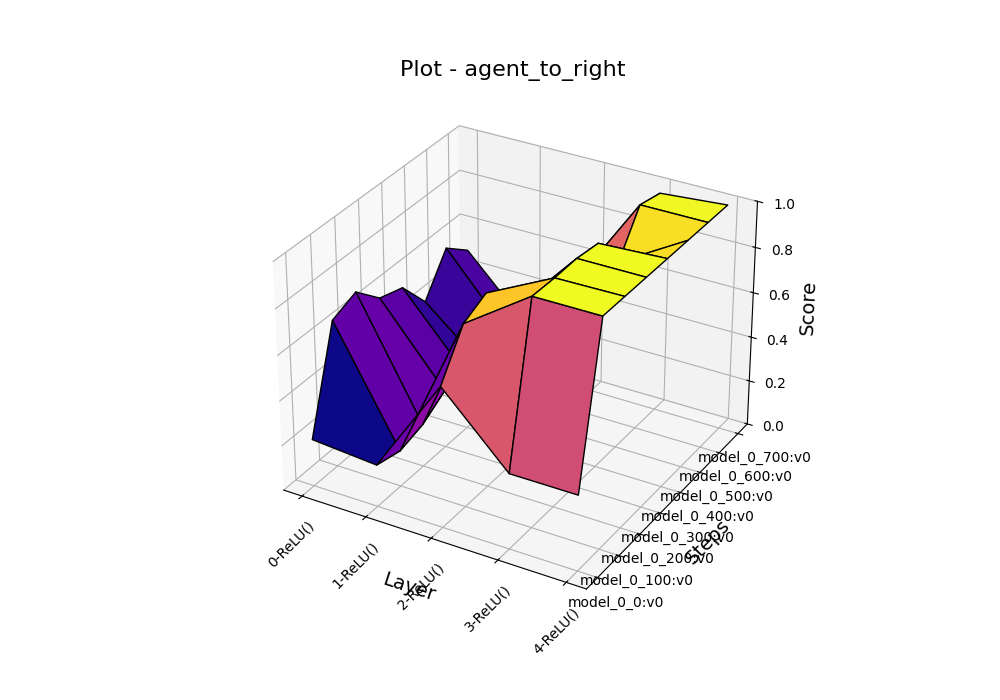 Plot - agent_to_right
1.0
0.8
0.6
0.4
0.2
0.0
Score
model_0_700:v0
model_0_600:v0
model_0_500:v0
model_0_400:v0
model_0_300:v0
model_0_200:v0
model_0_100:v0
model_0_0:v0
Steps
0-ReLU()
1-ReLU()
2-ReLU()
3-ReLU()
4-ReLU()
Layer